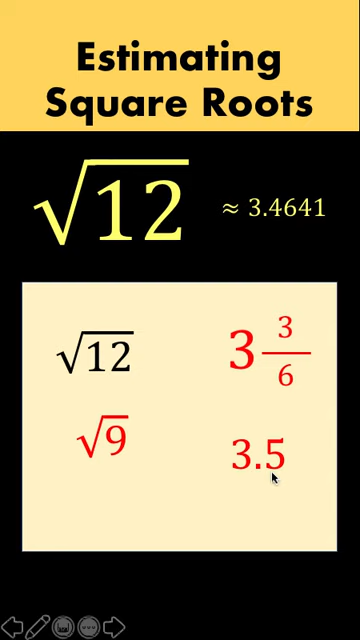 Estimating
Square Roots
√12 ≈ 3.4641
√12 3 3/6
√9 3.5